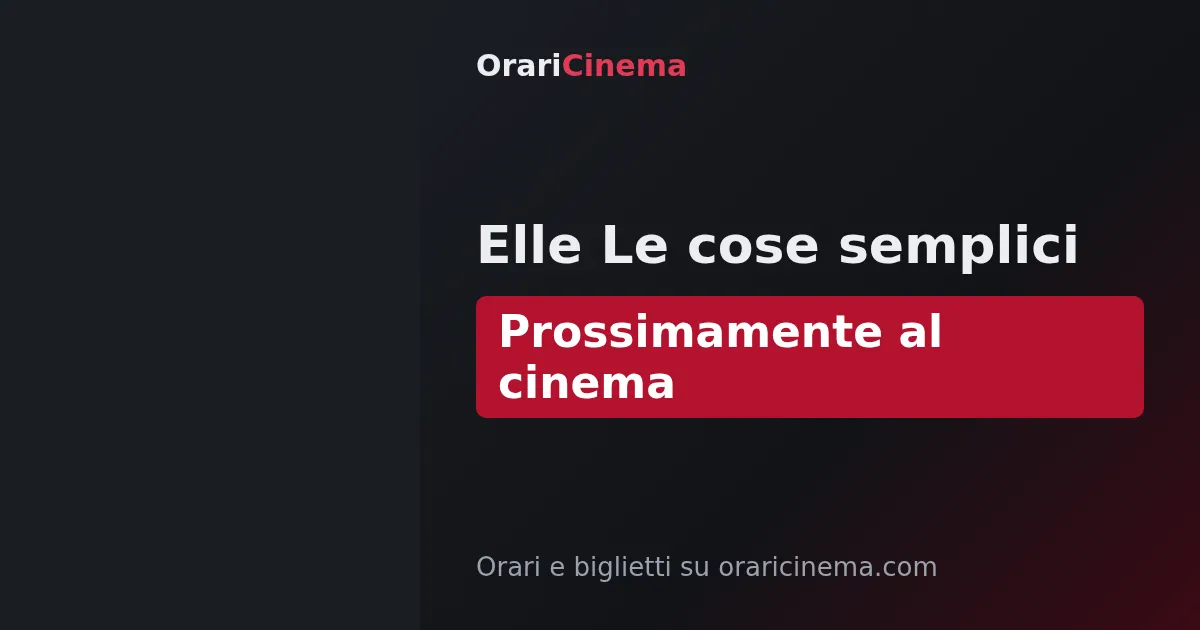 OrariCinema
Elle Le cose semplici
Prossimamente al
cinema
Orari e biglietti su oraricinema.com